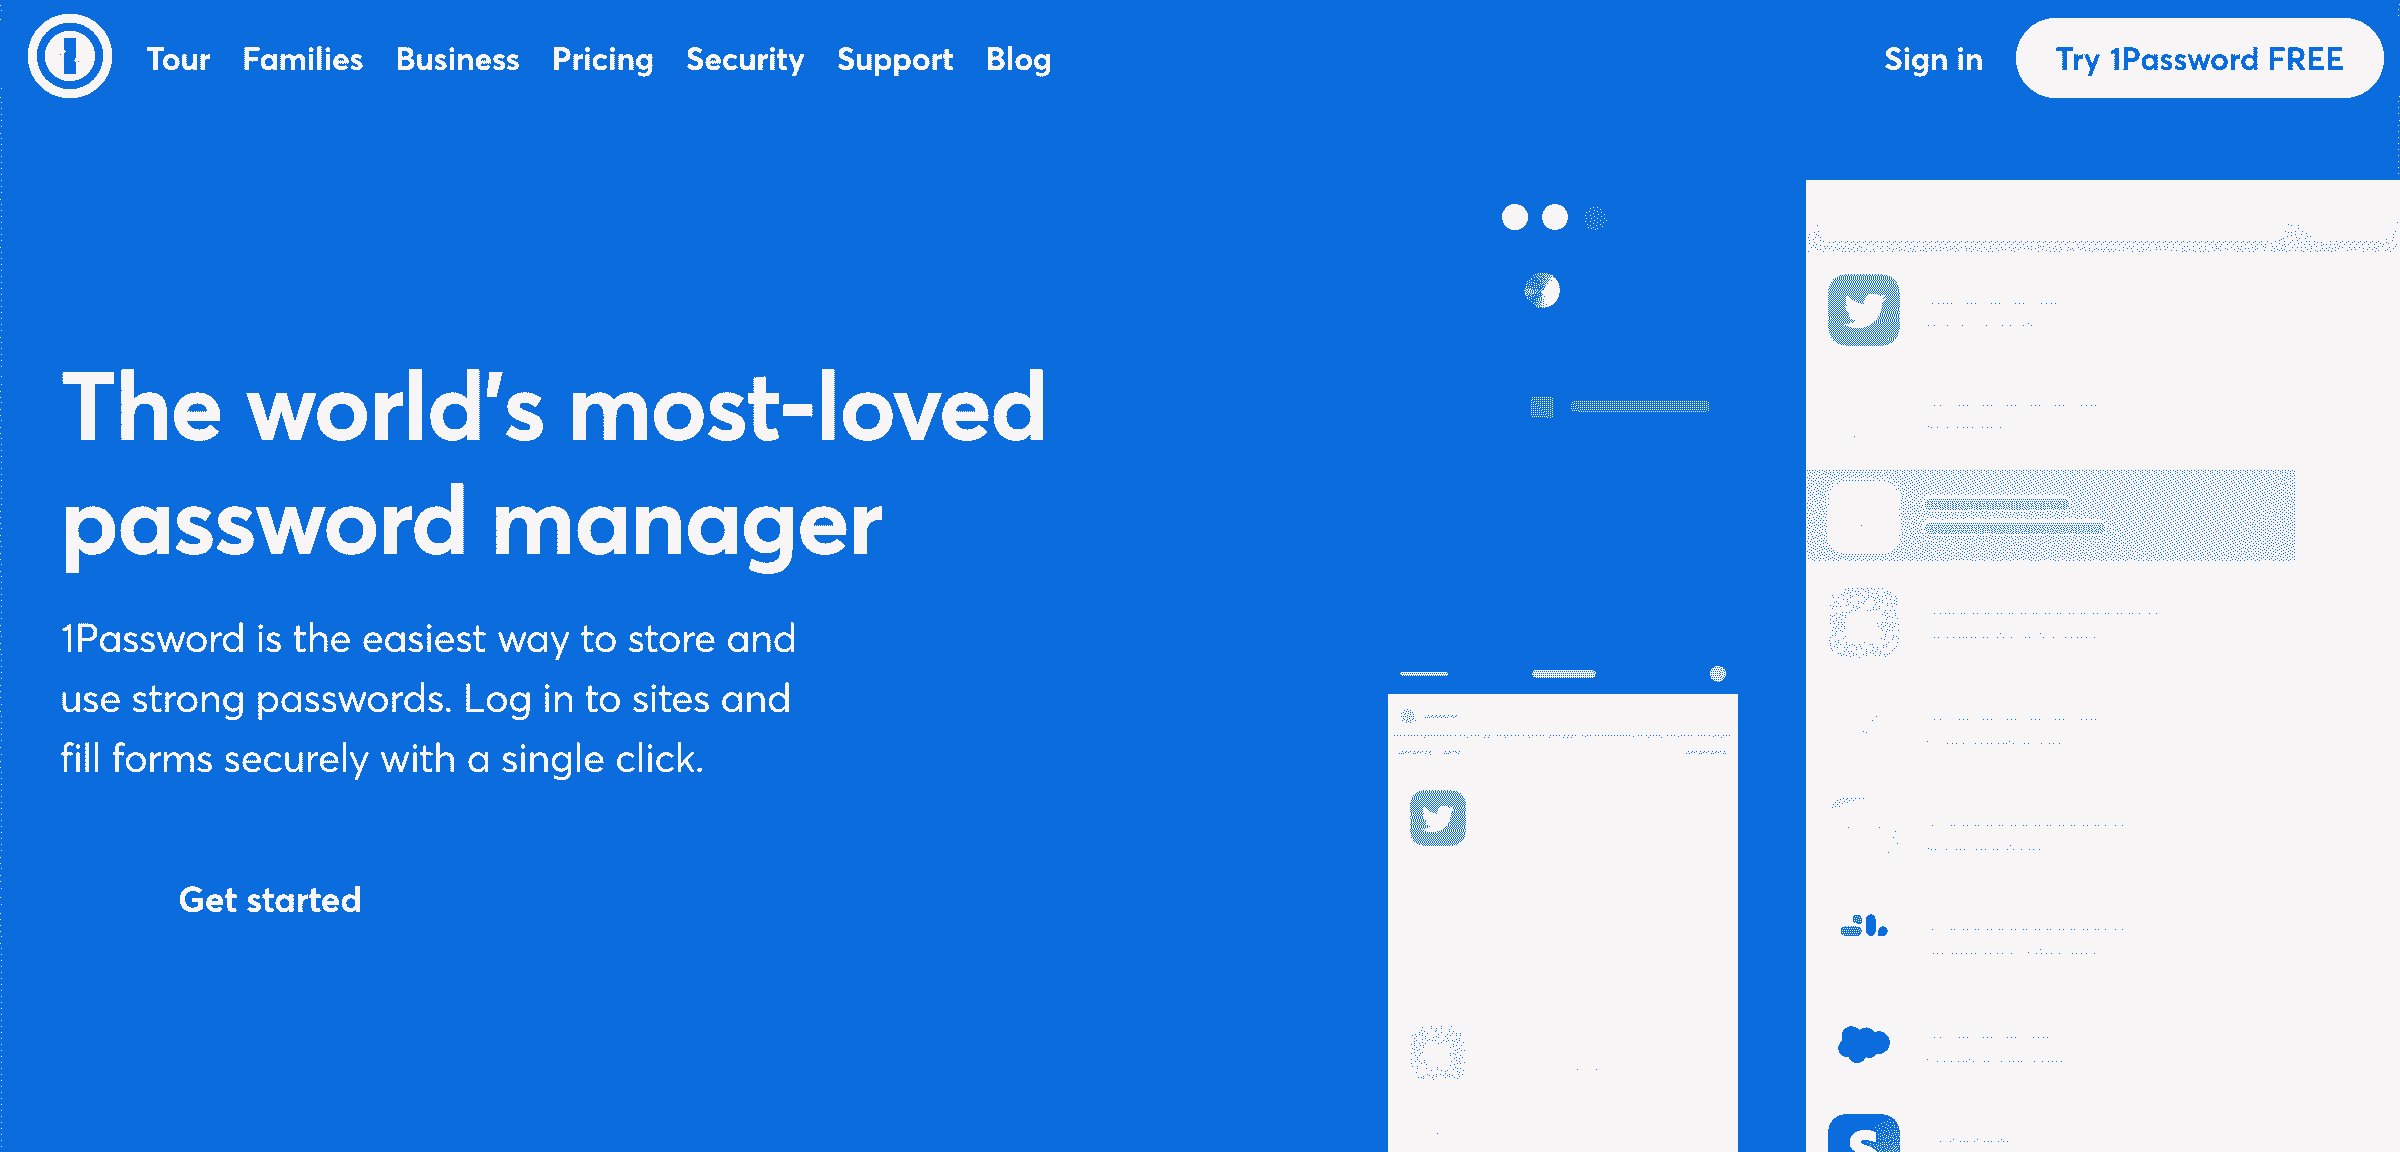 Tour Families Business Pricing Security Support Blog Sign in Try 1Password FREE
The world's most-loved
password manager
1Password is the easiest way to store and
use strong passwords. Log in to sites and
fill forms securely with a single click.
Get started